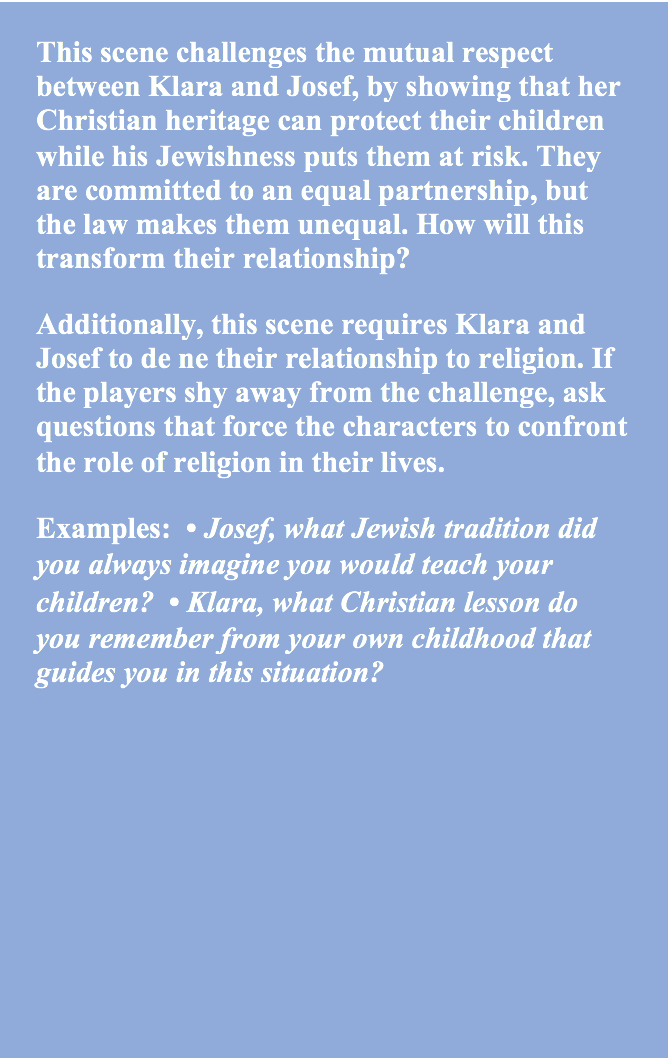 This scene challenges the mutual respect
between Klara and Josef, by showing that her
Christian heritage can protect their children
while his Jewishness puts them at risk. They
are committed to an equal partnership, but
the law makes them unequal. How will this
transform their relationship?
Additionally, this scene requires Klara and
Josef to de ne their relationship to religion. If
the players shy away from the challenge, ask
questions that force the characters to confront
the role of religion in their lives.
Examples:  • Josef, what Jewish tradition did
you always imagine you would teach your
children?  • Klara, what Christian lesson do
you remember from your own childhood that
guides you in this situation?